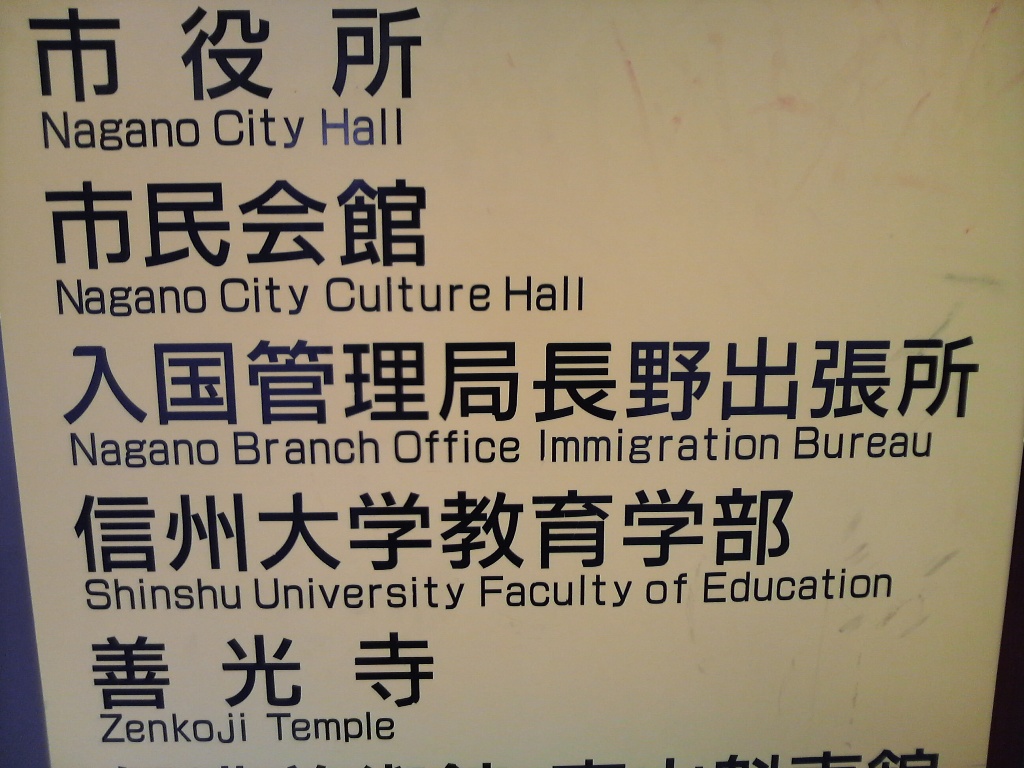 市役所
Nagano City Hall
市民会館
Nagano City Culture Hall
入国管理局長野出張所
Nagano Branch Office Immigration Bureau
信州大学教育学部
Shinshu University Faculty of Education
善光寺
Zenkoji Temple